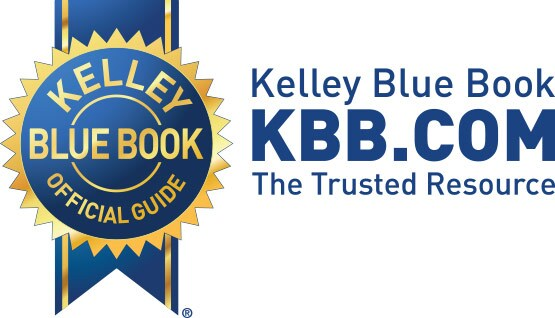 KELLEY
BLUE BOOK
OFFICIAL GUIDE
®
Kelley Blue Book
KBB.COM
The Trusted Resource